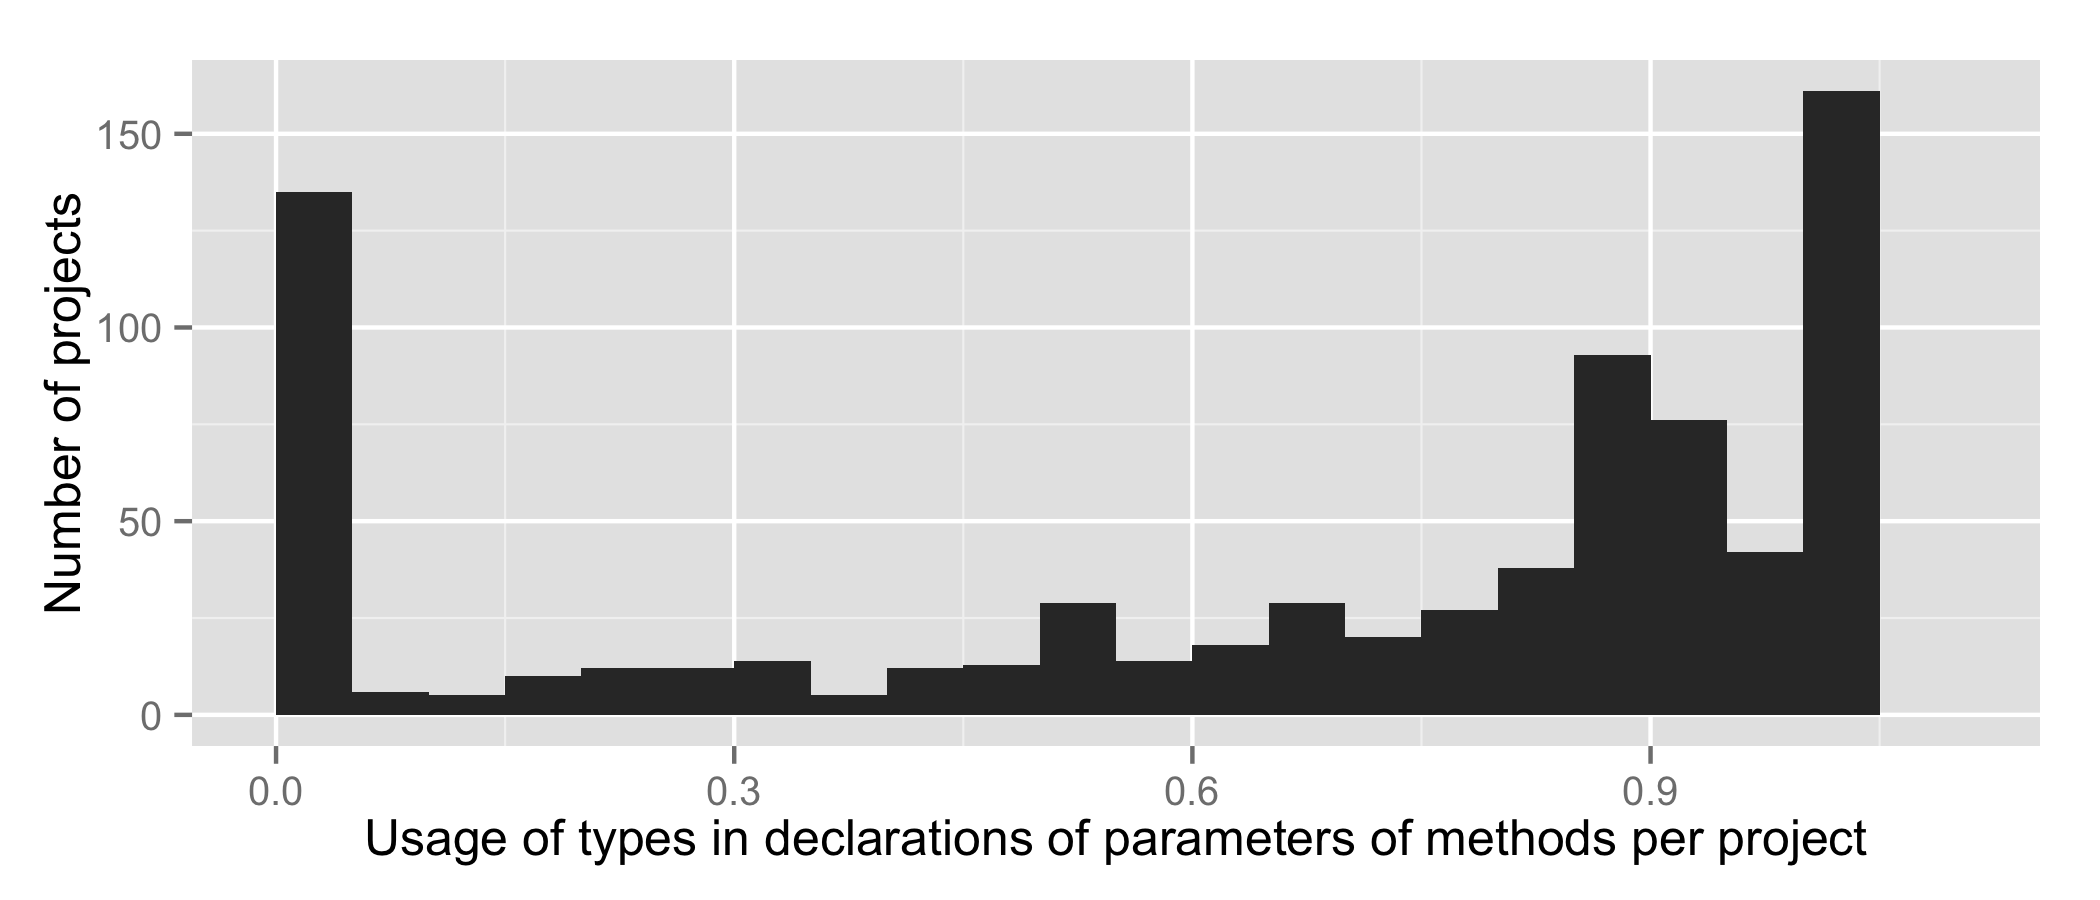 Number of projects
150
100
50
0
0.0 0.3 0.6 0.9
Usage of types in declarations of parameters of methods per project